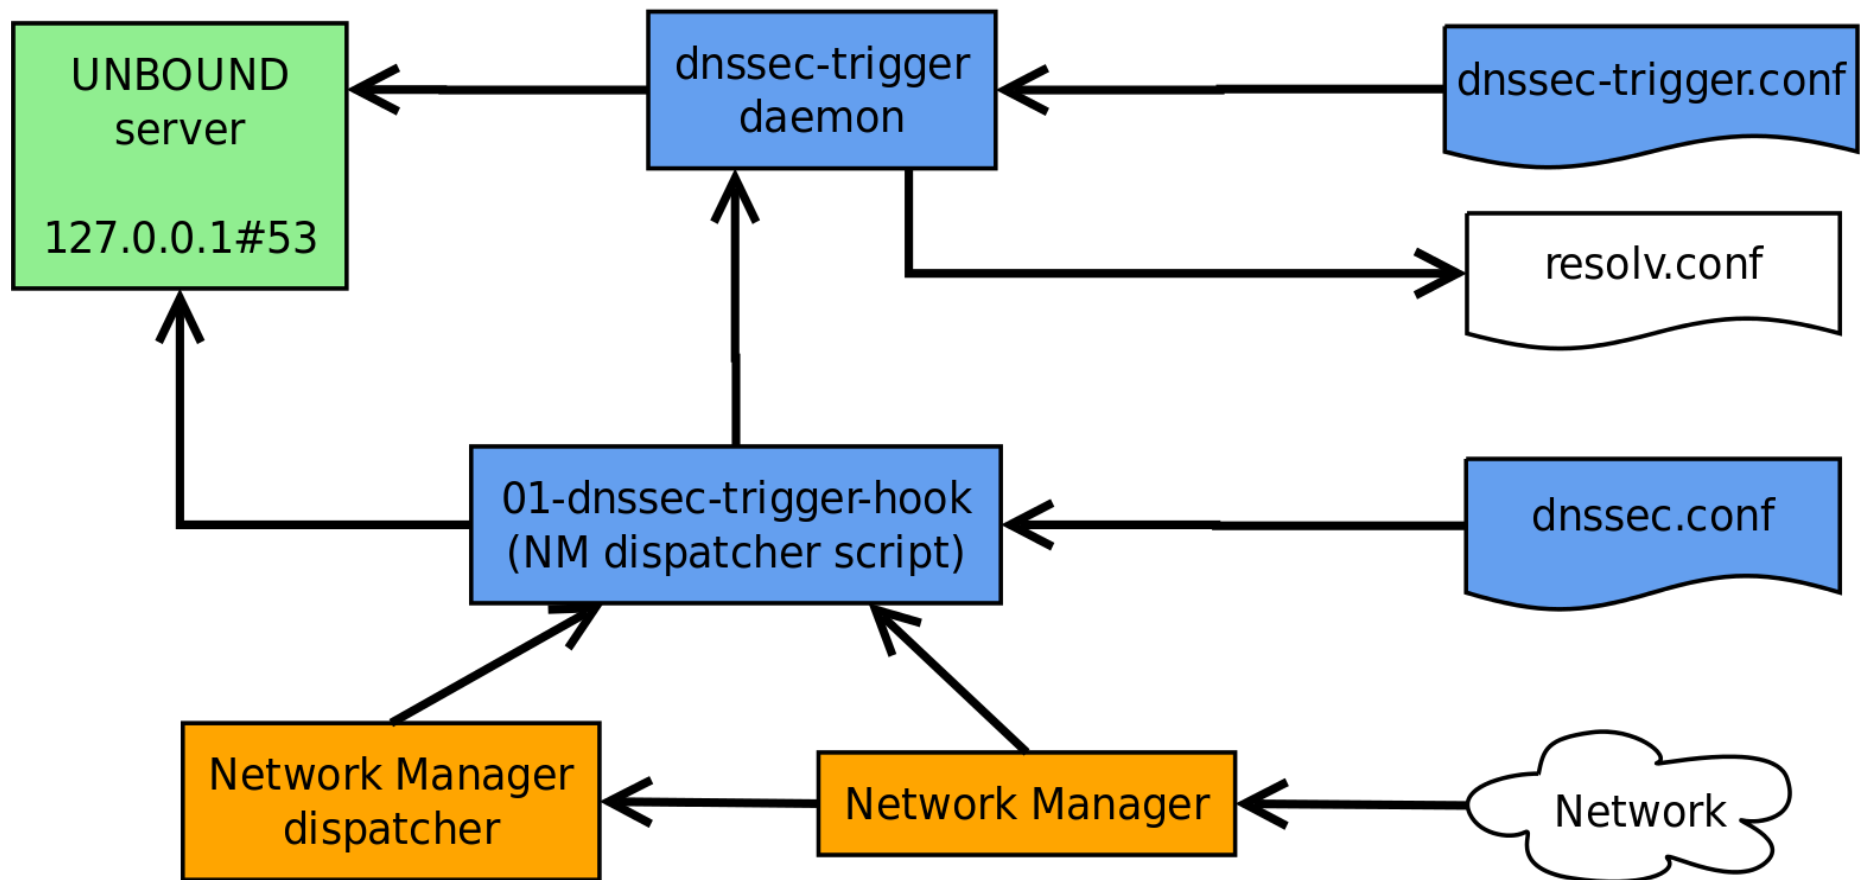 UNBOUND
server
127.0.0.1#53
dnssec-trigger
daemon
dnssec-trigger.conf
resolv.conf
01-dnssec-trigger-hook
(NM dispatcher script)
dnssec.conf
Network Manager
dispatcher
Network Manager
Network